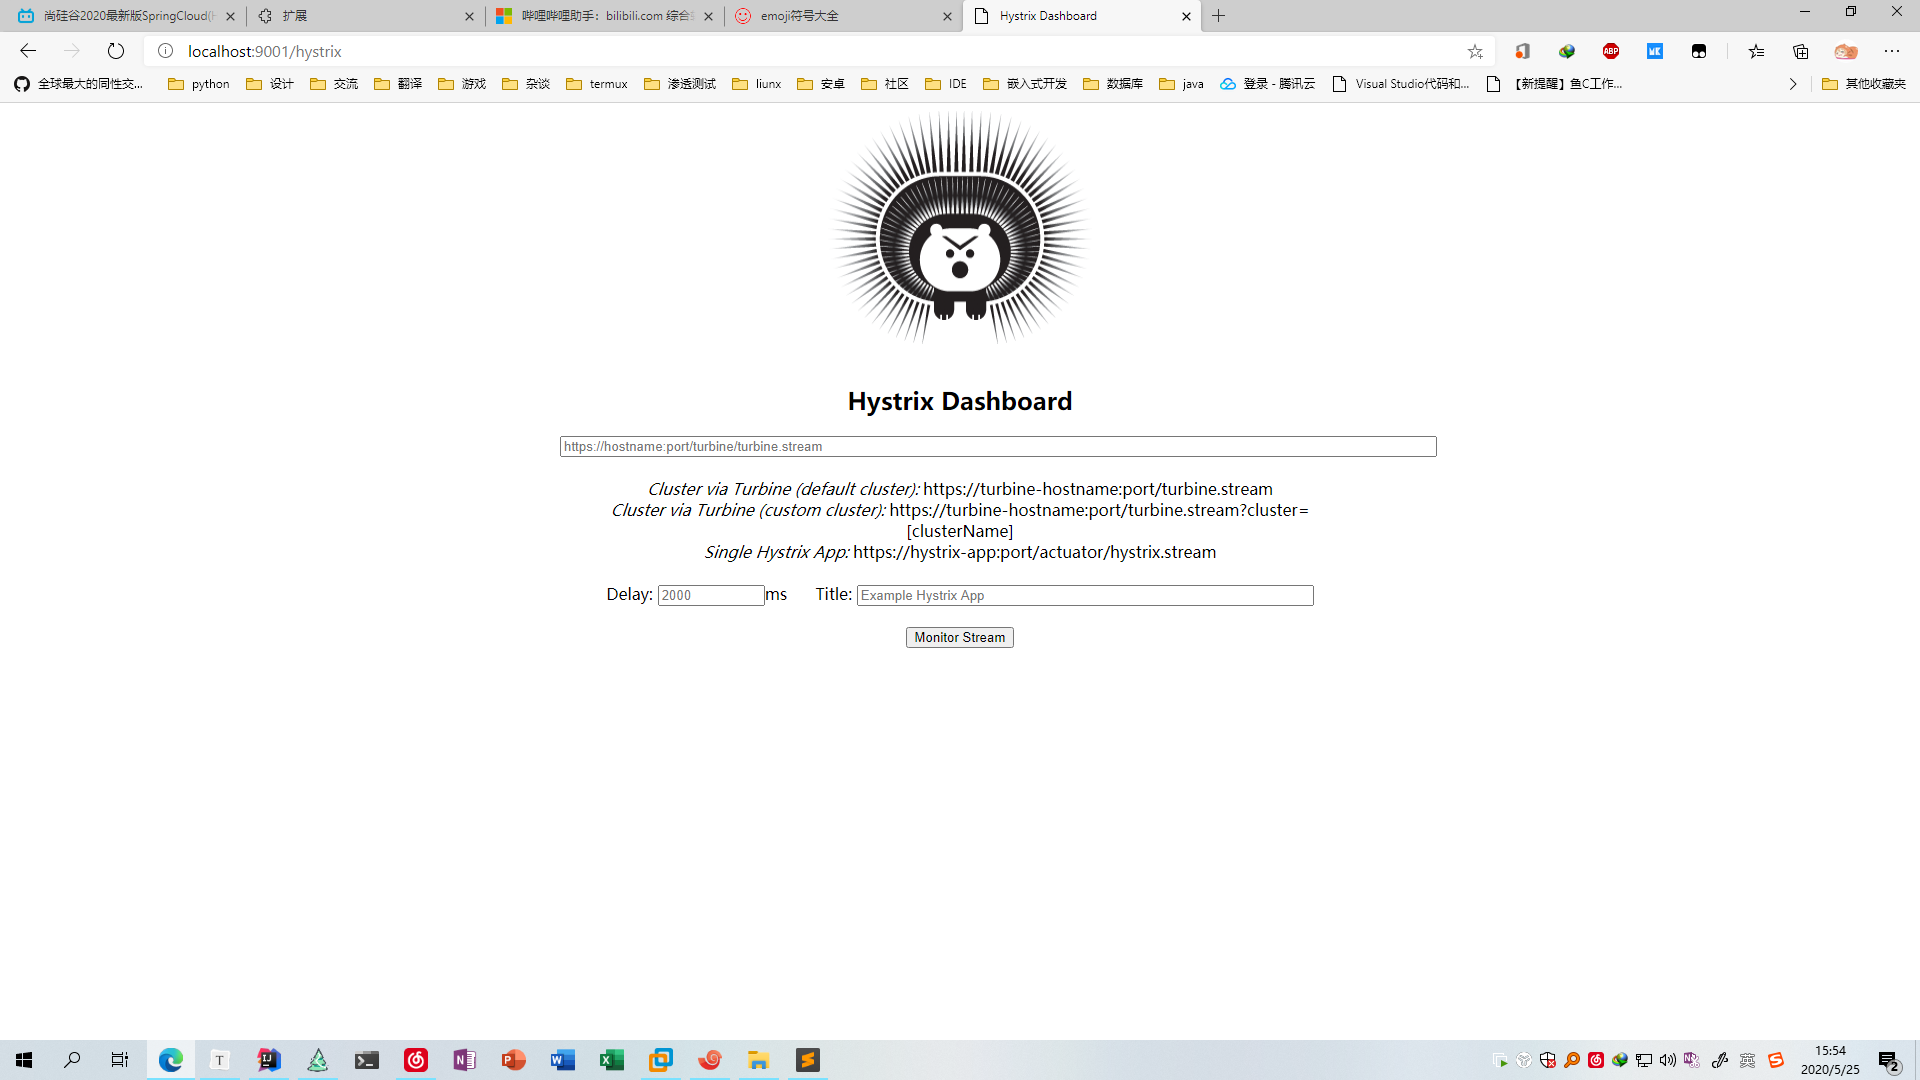 尚硅谷2020最新版SpringCloud(H
扩展
哔哩哔哩助手：bilibili.com 综合
emoji符号大全
Hystrix Dashboard
localhost:9001/hystrix
ABP
全球最大的同性交...
python
设计
交流
翻译
游戏
杂谈
termux
渗透测试
liunx
安卓
社区
IDE
嵌入式开发
数据库
java
登录 - 腾讯云
Visual Studio代码和...
【新提醒】鱼C工作...
其他收藏夹
Hystrix Dashboard
https://hostname:port/turbine/turbine.stream
Cluster via Turbine (default cluster): https://turbine-hostname:port/turbine.stream
Cluster via Turbine (custom cluster): https://turbine-hostname:port/turbine.stream?cluster=
[clusterName]
Single Hystrix App: https://hystrix-app:port/actuator/hystrix.stream
Delay: 2000 ms Title: Example Hystrix App
Monitor Stream
英
15:54
2020/5/25
2